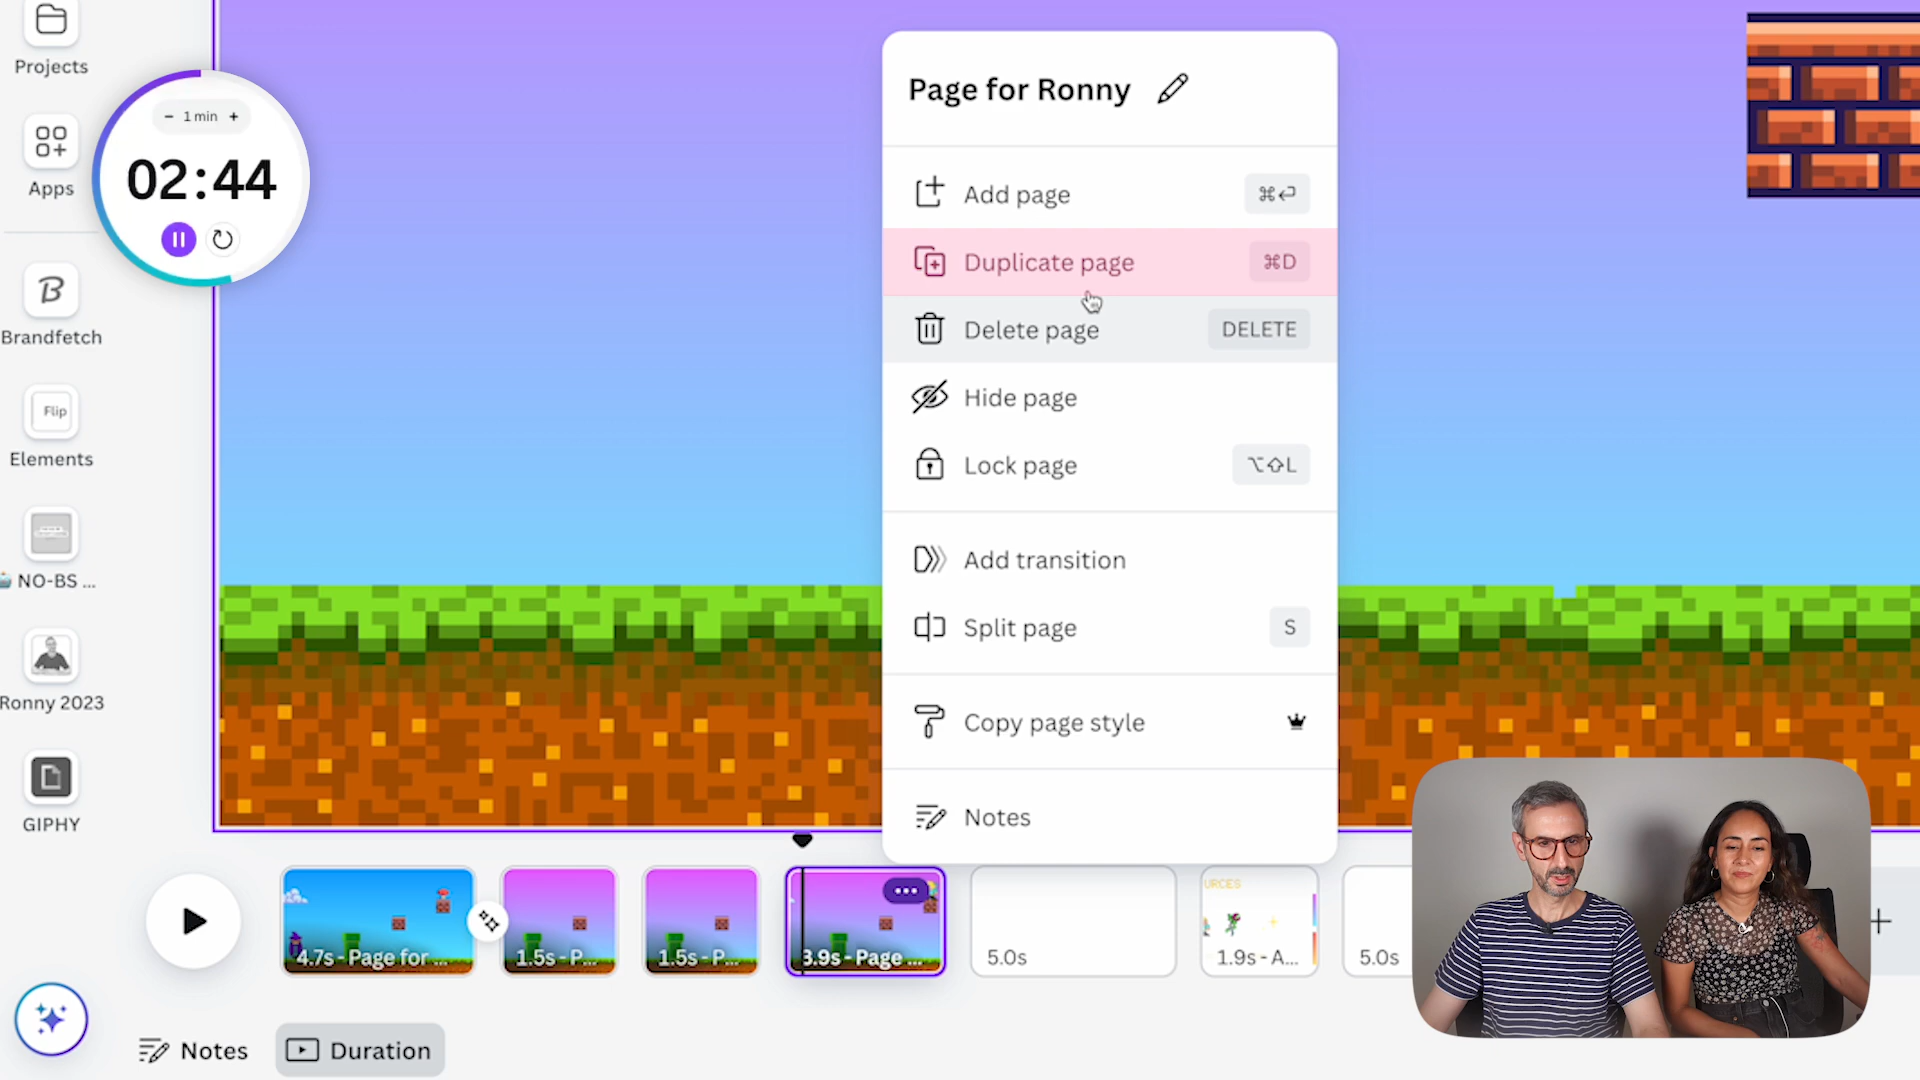 Projects
Apps
Brandfetch
Flip
Elements
NO-BS ...
Ronny 2023
GIPHY
- 1 min +
02:44
Page for Ronny
Add page ⌘↩
Duplicate page ⌘D
Delete page DELETE
Hide page
Lock page ⌥⇧L
Add transition
Split page S
Copy page style
Notes
4.7s - Page for ...
1.5s - P...
1.5s - P...
3.9s - Page ...
5.0s
URCES
1.9s - A...
5.0s
Notes
Duration